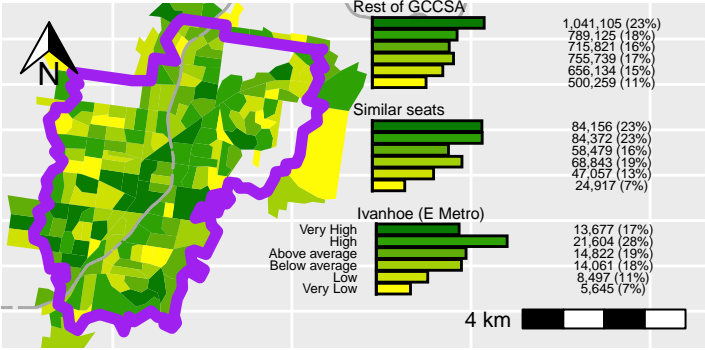 Rest of GCCSA
1,041,105 (23%)
789,125 (18%)
715,821 (16%)
755,739 (17%)
656,134 (15%)
500,259 (11%)
N
Similar seats
84,156 (23%)
84,372 (23%)
58,479 (16%)
68,843 (19%)
47,057 (13%)
24,917 (7%)
Ivanhoe (E Metro)
Very High 13,677 (17%)
High 21,604 (28%)
Above average 14,822 (19%)
Below average 14,061 (18%)
Low 8,497 (11%)
Very Low 5,645 (7%)
4 km